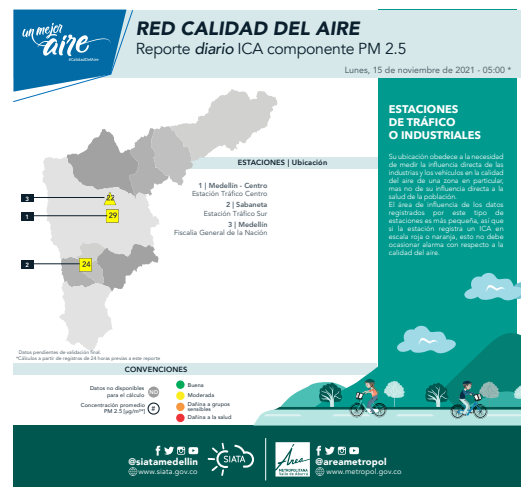 un mejor
aire
#CalidadDelAire
RED CALIDAD DEL AIRE
Reporte diario ICA componente PM 2.5
Lunes, 15 de noviembre de 2021 - 05:00 *
ESTACIONES | Ubicación
1 | Medellín - Centro
Estación Tráfico Centro
2 | Sabaneta
Estación Tráfico Sur
3 | Medellín
Fiscalía General de la Nación
3
22
1
29
2
24
ESTACIONES
DE TRÁFICO
O INDUSTRIALES
Su ubicación obedece a la necesidad
de medir la influencia directa de las
industrias y los vehículos en la calidad
del aire de una zona en particular,
mas no de su influencia directa a la
salud de la población.
El área de influencia de los datos
registrados por este tipo de
estaciones es más pequeña, así que
si la estación registra un ICA en
escala roja o naranja, esto no debe
ocasionar alarma con respecto a la
calidad del aire.
Datos pendientes de validación final.
*Cálculos a partir de registros de 24 horas previas a este reporte
CONVENCIONES
Datos no disponibles
para el cálculo
Concentración promedio
PM 2.5 [µg/m³]
#
Buena
Moderada
Dañina a grupos
sensibles
Dañina a la salud
@siatamedellin
www.siata.gov.co
SIATA
Área
METROPOLITANA
Valle de Aburrá
@areametropol
www.metropol.gov.co